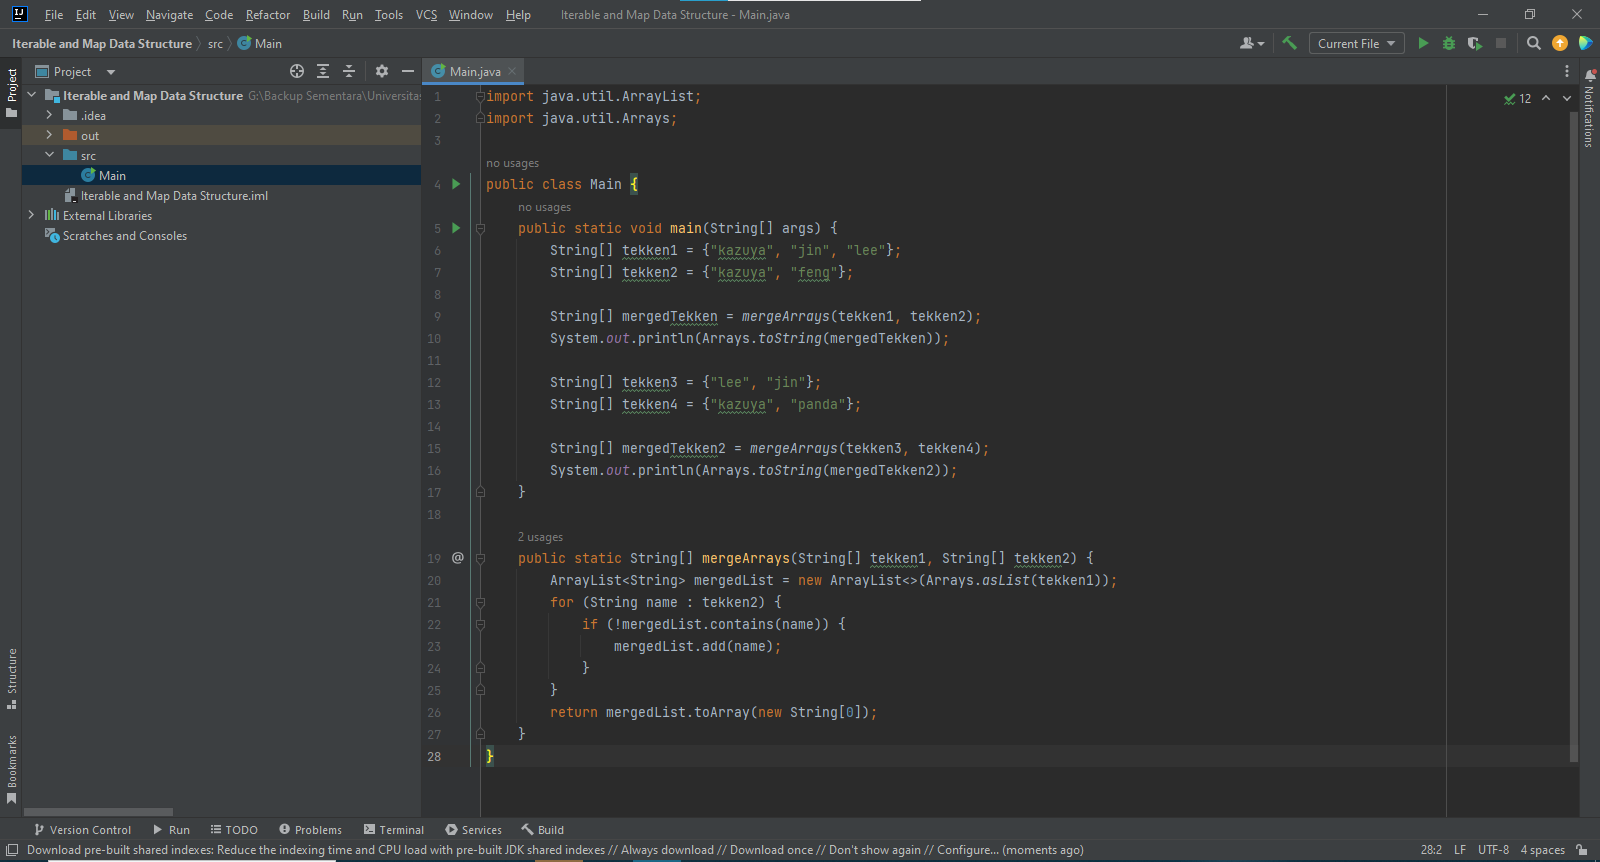 File Edit View Navigate Code Refactor Build Run Tools VCS Window Help Iterable and Map Data Structure - Main.java
Iterable and Map Data Structure src Main Current File
Project
Project
Main.java
Iterable and Map Data Structure G:\Backup Sementara\Universitas
.idea
out
src
Main
Iterable and Map Data Structure.iml
External Libraries
Scratches and Consoles
12
1 import java.util.ArrayList;
2 import java.util.Arrays;
3
no usages
4 public class Main {
no usages
5 public static void main(String[] args) {
6 String[] tekken1 = {"kazuya", "jin", "lee"};
7 String[] tekken2 = {"kazuya", "feng"};
8
9 String[] mergedTekken = mergeArrays(tekken1, tekken2);
10 System.out.println(Arrays.toString(mergedTekken));
11
12 String[] tekken3 = {"lee", "jin"};
13 String[] tekken4 = {"kazuya", "panda"};
14
15 String[] mergedTekken2 = mergeArrays(tekken3, tekken4);
16 System.out.println(Arrays.toString(mergedTekken2));
17 }
18
2 usages
19 @ public static String[] mergeArrays(String[] tekken1, String[] tekken2) {
20 ArrayList<String> mergedList = new ArrayList<>(Arrays.asList(tekken1));
21 for (String name : tekken2) {
22 if (!mergedList.contains(name)) {
23 mergedList.add(name);
24 }
25 }
26 return mergedList.toArray(new String[0]);
27 }
28 }
Notifications
Structure
Bookmarks
Version Control Run TODO Problems Terminal Services Build
Download pre-built shared indexes: Reduce the indexing time and CPU load with pre-built JDK shared indexes // Always download // Download once // Don't show again // Configure... (moments ago) 28:2 LF UTF-8 4 spaces